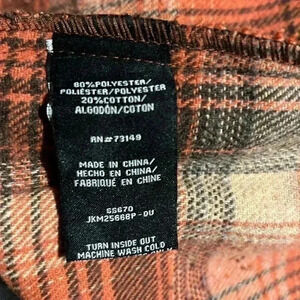 80%POLYESTER/
POLIÉSTER/POLYESTER
20%COTTON/
ALGODÓN/COTON
RN#73149
MADE IN CHINA/
HECHO EN CHINA/
FABRIQUÉ EN CHINE
SS670
JKM25668P-DU
TURN INSIDE OUT
MACHINE WASH COLD